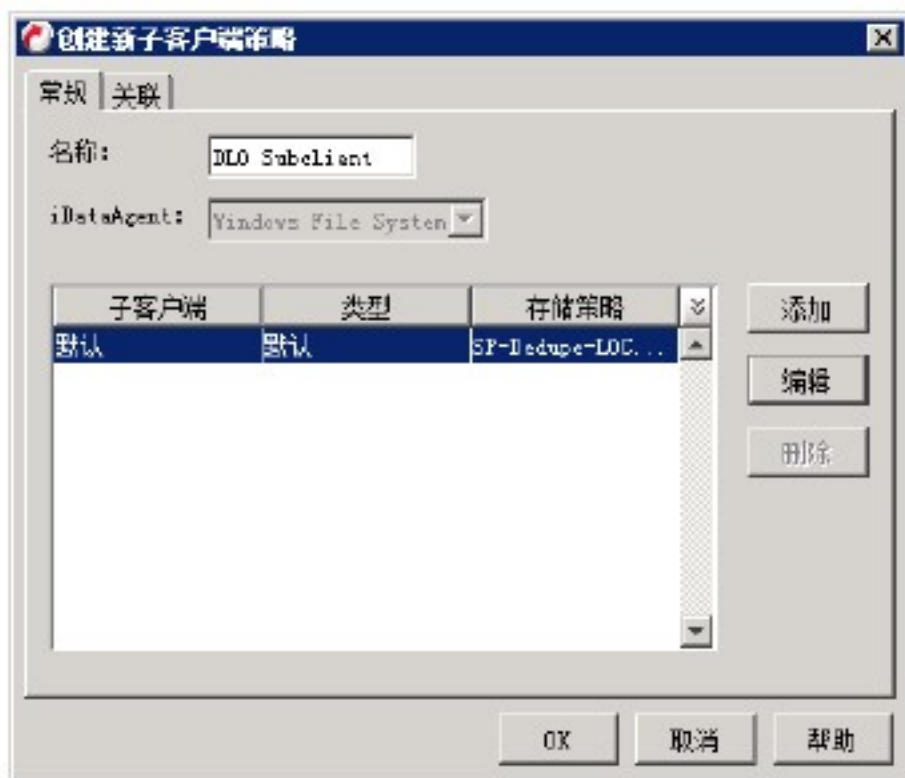 创建新子客户端策略
常规 关联
名称: DLO Subclient
iDataAgent: Windows File System
子客户端 类型 存储策略
默认 默认 SP-Dedupe-LOC...
添加
编辑
删除
OK 取消 帮助